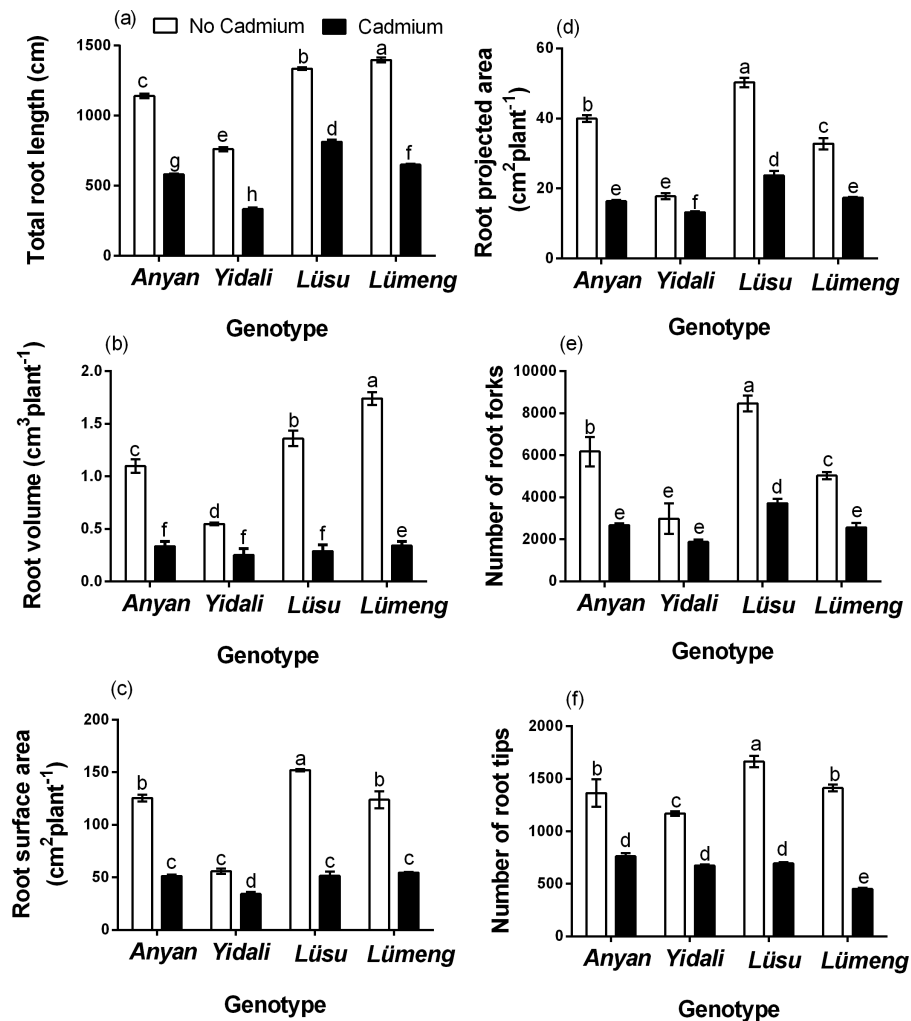 (a)
No Cadmium Cadmium
Total root length (cm)
1500
1000
500
0
c
g
e
h
b
d
a
f
Anyan Yidali Lüsu Lümeng
Genotype
(b)
Root volume (cm³plant⁻¹)
2.0
1.5
1.0
0.5
0.0
c
f
d
f
b
f
a
e
Anyan Yidali Lüsu Lümeng
Genotype
(c)
Root surface area
(cm²plant⁻¹)
200
150
100
50
0
b
c
c
d
a
c
b
c
Anyan Yidali Lüsu Lümeng
Genotype
(d)
Root projected area
(cm²plant⁻¹)
60
40
20
0
b
e
e
f
a
d
c
e
Anyan Yidali Lüsu Lümeng
Genotype
(e)
Number of root forks
10000
8000
6000
4000
2000
0
b
e
e
e
a
d
c
e
Anyan Yidali Lüsu Lümeng
Genotype
(f)
Number of root tips
2000
1500
1000
500
0
b
d
c
d
a
d
b
e
Anyan Yidali Lüsu Lümeng
Genotype